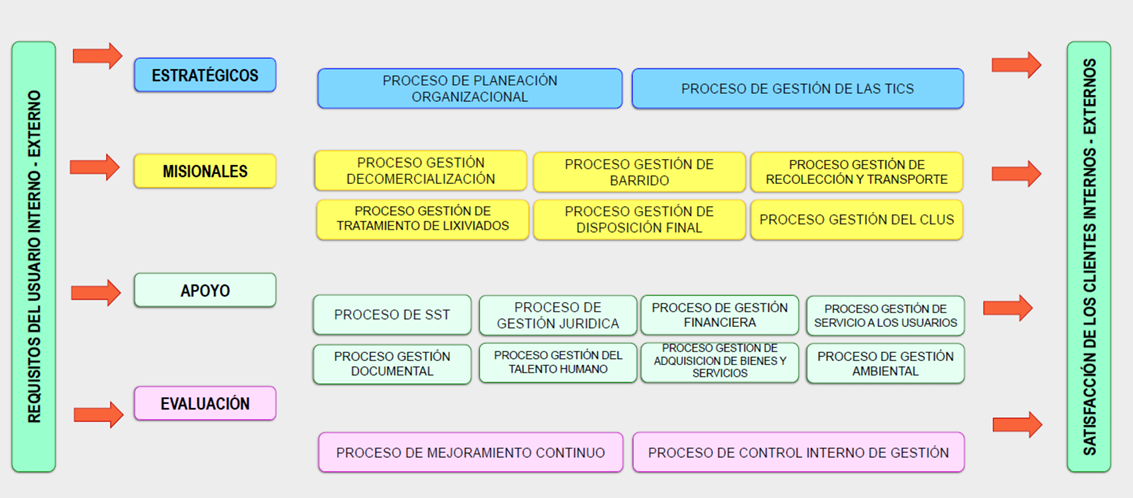 REQUISITOS DEL USUARIO INTERNO - EXTERNO
ESTRATÉGICOS
PROCESO DE PLANEACIÓN
ORGANIZACIONAL
PROCESO DE GESTIÓN DE LAS TICS
MISIONALES
PROCESO GESTIÓN
DECOMERCIALIZACIÓN
PROCESO GESTIÓN DE
BARRIDO
PROCESO GESTIÓN DE
RECOLECCIÓN Y TRANSPORTE
PROCESO GESTIÓN DE
TRATAMIENTO DE LIXIVIADOS
PROCESO GESTIÓN DE
DISPOSICIÓN FINAL
PROCESO GESTIÓN DEL CLUS
APOYO
PROCESO DE SST
PROCESO DE
GESTIÓN JURIDICA
PROCESO DE GESTIÓN
FINANCIERA
PROCESO GESTIÓN DE
SERVICIO A LOS USUARIOS
PROCESO GESTIÓN
DOCUMENTAL
PROCESO GESTIÓN DEL
TALENTO HUMANO
PROCESO GESTION DE
ADQUISICION DE BIENES Y
SERVICIOS
PROCESO DE GESTIÓN
AMBIENTAL
EVALUACIÓN
PROCESO DE MEJORAMIENTO CONTINUO
PROCESO DE CONTROL INTERNO DE GESTIÓN
SATISFACCIÓN DE LOS CLIENTES INTERNOS - EXTERNOS